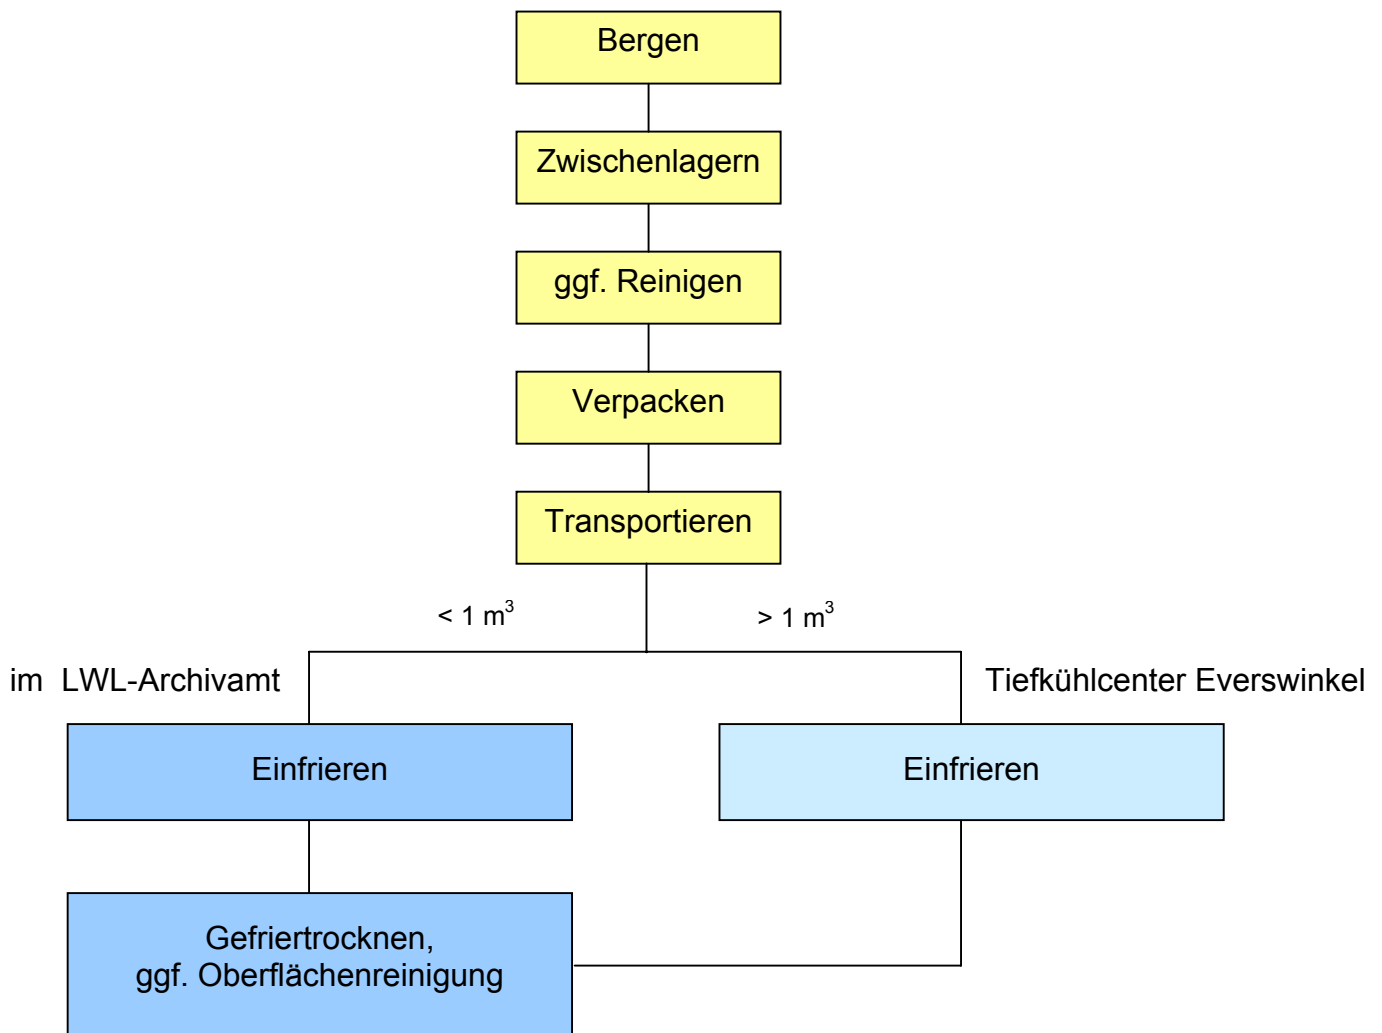 Bergen
Zwischenlagern
ggf. Reinigen
Verpacken
Transportieren
< 1 m³
> 1 m³
im LWL-Archivamt
Tiefkühlcenter Everswinkel
Einfrieren
Einfrieren
Gefriertrocknen,
ggf. Oberflächenreinigung